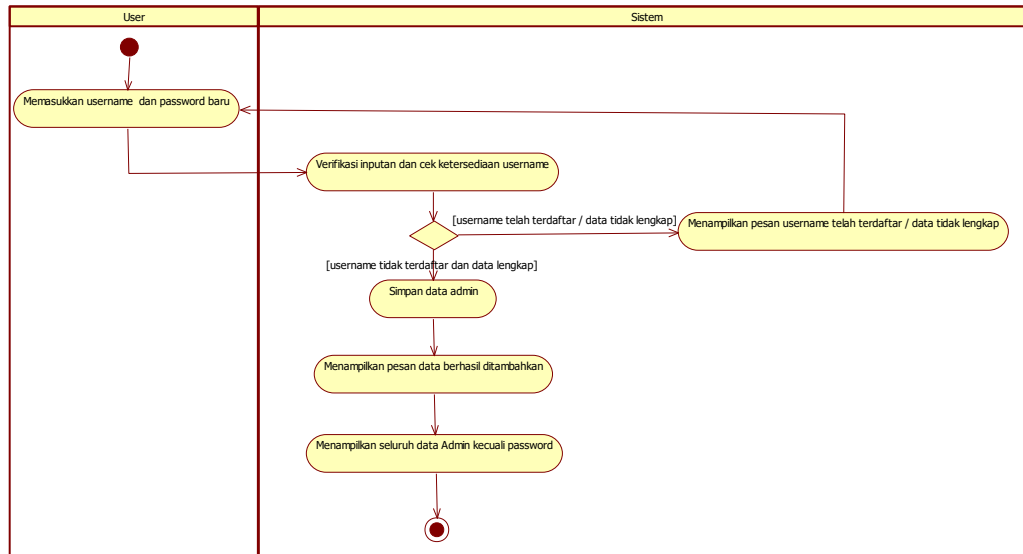 User
Sistem
Memasukkan username dan password baru
Verifikasi inputan dan cek ketersediaan username
[username telah terdaftar / data tidak lengkap]
Menampilkan pesan username telah terdaftar / data tidak lengkap
[username tidak terdaftar dan data lengkap]
Simpan data admin
Menampilkan pesan data berhasil ditambahkan
Menampilkan seluruh data Admin kecuali password